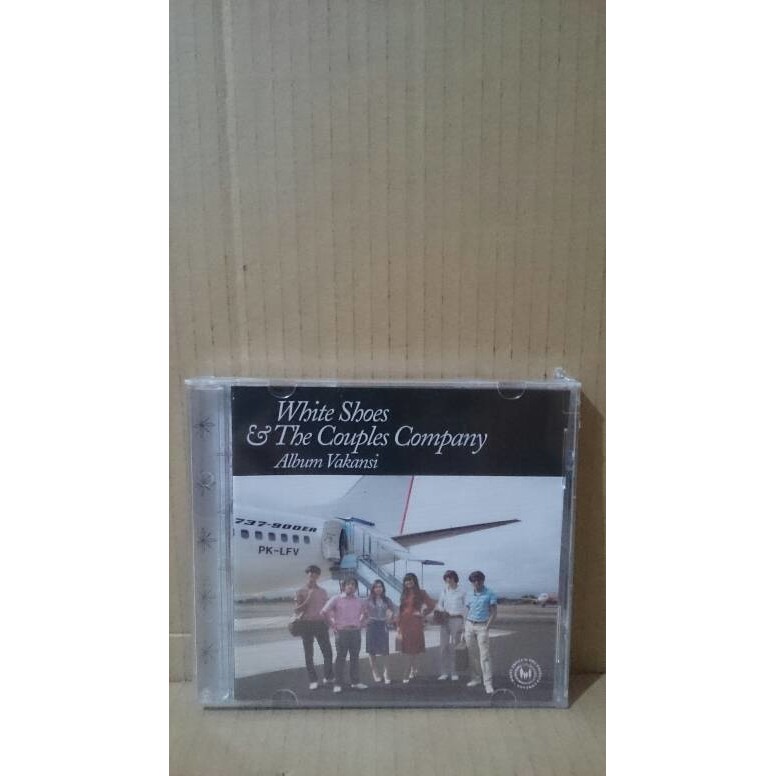 White Shoes
& The Couples Company
Album Vakansi
737-900ER
PK-LFV